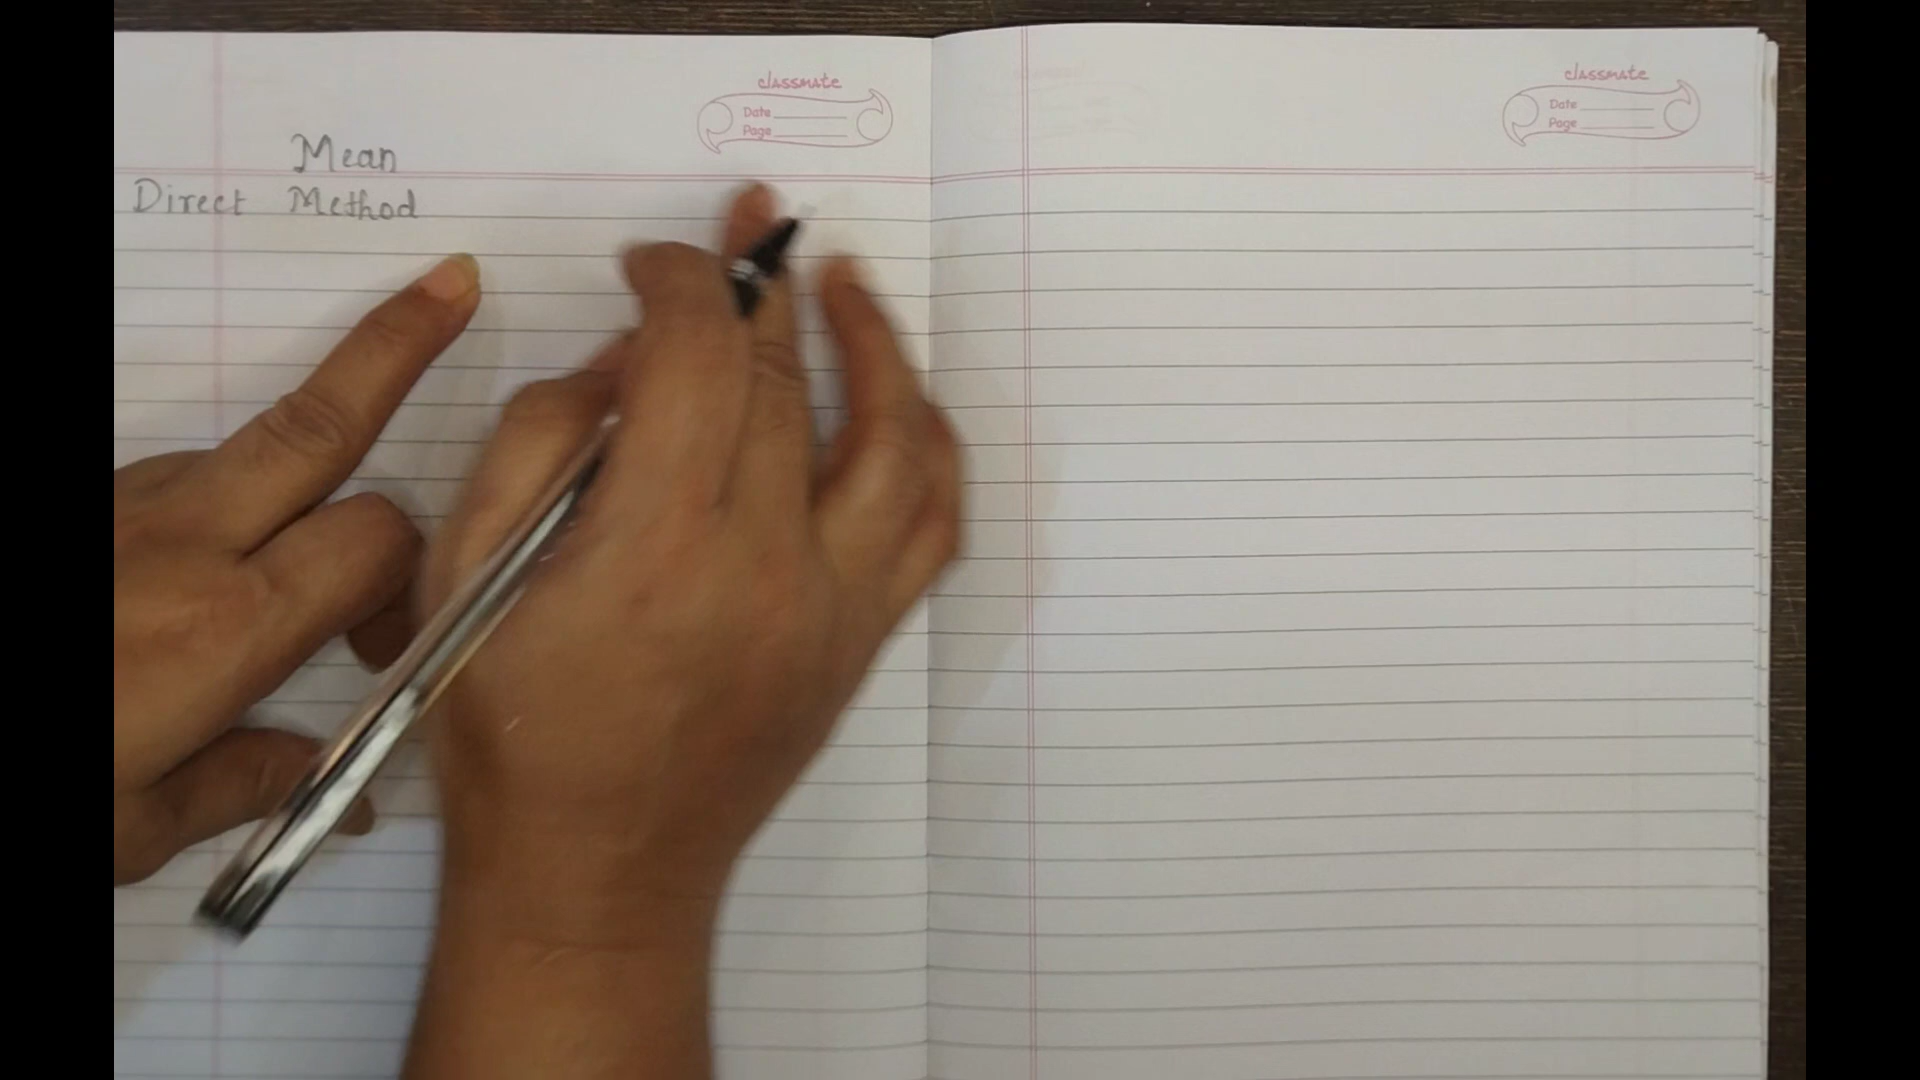 classmate
Date
Page
Mean
Direct Method
classmate
Date
Page